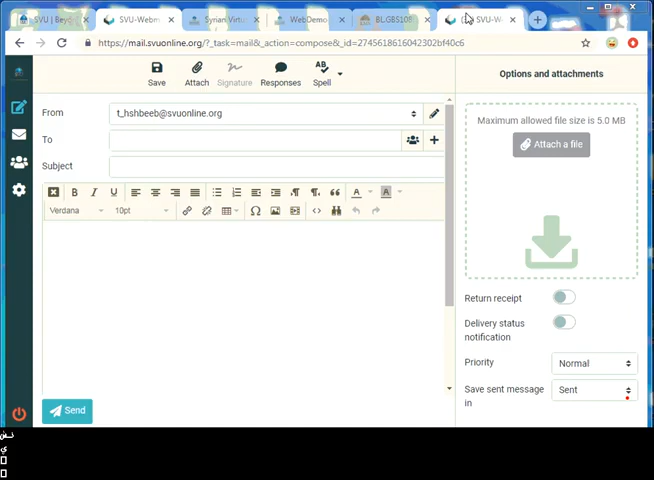 SVU | Bey
SVU-Webm
Syrian Virtu
WebDemo
BLGBS108
SVU-W
https://mail.svuonline.org/?_task=mail&_action=compose&_id=2745618616042302bf40c6
Save Attach Signature Responses Spell
Options and attachments
From t_hshbeeb@svuonline.org
To
Subject
Verdana 10pt
Maximum allowed file size is 5.0 MB
Attach a file
Return receipt
Delivery status
notification
Priority Normal
Save sent message
in Sent
Send